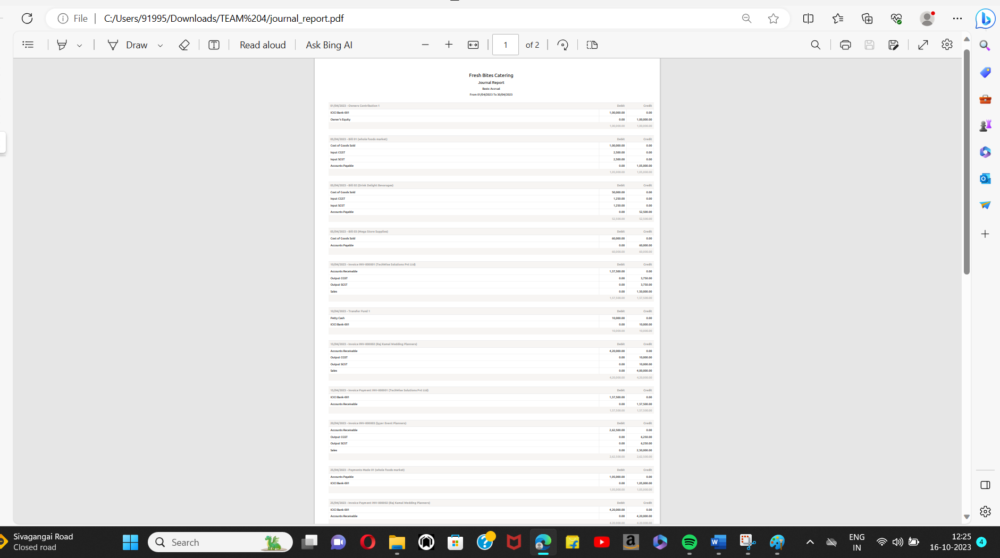 File C:/Users/91995/Downloads/TEAM%204/journal_report.pdf
Draw Read aloud Ask Bing AI 1 of 2
Fresh Bites Catering
Journal Report
Basis: Accrual
From 01/04/2023 To 30/04/2023
01/04/2023 - Owners Contribution 1 Debit Credit
ICICI Bank-001 1,00,000.00 0.00
Owner's Equity 0.00 1,00,000.00
1,00,000.00 1,00,000.00
05/04/2023 - Bill 01 (whole foods market) Debit Credit
Cost of Goods Sold 1,00,000.00 0.00
Input CGST 2,500.00 0.00
Input SGST 2,500.00 0.00
Accounts Payable 0.00 1,05,000.00
1,05,000.00 1,05,000.00
05/04/2023 - Bill 02 (Drink Delight Bevarages) Debit Credit
Cost of Goods Sold 50,000.00 0.00
Input CGST 1,250.00 0.00
Input SGST 1,250.00 0.00
Accounts Payable 0.00 52,500.00
52,500.00 52,500.00
05/04/2023 - Bill 03 (Mega Store Supplies) Debit Credit
Cost of Goods Sold 60,000.00 0.00
Accounts Payable 0.00 60,000.00
60,000.00 60,000.00
10/04/2023 - Invoice INV-000001 (TechWise Solutions Pvt Ltd) Debit Credit
Accounts Receivable 1,57,500.00 0.00
Output CGST 0.00 3,750.00
Output SGST 0.00 3,750.00
Sales 0.00 1,50,000.00
1,57,500.00 1,57,500.00
10/04/2023 - Transfer Fund 1 Debit Credit
Petty Cash 10,000.00 0.00
ICICI Bank-001 0.00 10,000.00
10,000.00 10,000.00
15/04/2023 - Invoice INV-000002 (Raj Kamal Wedding Planners) Debit Credit
Accounts Receivable 4,20,000.00 0.00
Output CGST 0.00 10,000.00
Output SGST 0.00 10,000.00
Sales 0.00 4,00,000.00
4,20,000.00 4,20,000.00
15/04/2023 - Invoice Payment INV-000001 (TechWise Solutions Pvt Ltd) Debit Credit
ICICI Bank-001 1,57,500.00 0.00
Accounts Receivable 0.00 1,57,500.00
1,57,500.00 1,57,500.00
20/04/2023 - Invoice INV-000003 (Iyyer Event Planners) Debit Credit
Accounts Receivable 2,62,500.00 0.00
Output CGST 0.00 6,250.00
Output SGST 0.00 6,250.00
Sales 0.00 2,50,000.00
2,62,500.00 2,62,500.00
25/04/2023 - Payments Made 01 (whole foods market) Debit Credit
Accounts Payable 1,05,000.00 0.00
ICICI Bank-001 0.00 1,05,000.00
1,05,000.00 1,05,000.00
25/04/2023 - Invoice Payment INV-000002 (Raj Kamal Wedding Planners) Debit Credit
ICICI Bank-001 4,20,000.00 0.00
Accounts Receivable 0.00 4,20,000.00
4,20,000.00 4,20,000.00
Sivagangai Road
Closed road
Search
ENG
IN
12:25
16-10-2023
4